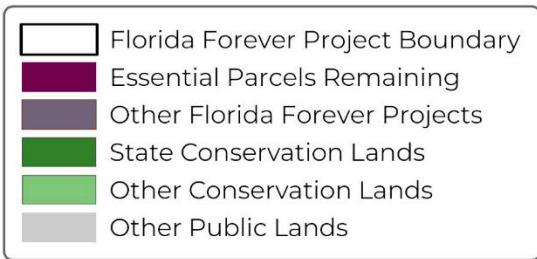 Florida Forever Project Boundary
Essential Parcels Remaining
Other Florida Forever Projects
State Conservation Lands
Other Conservation Lands
Other Public Lands